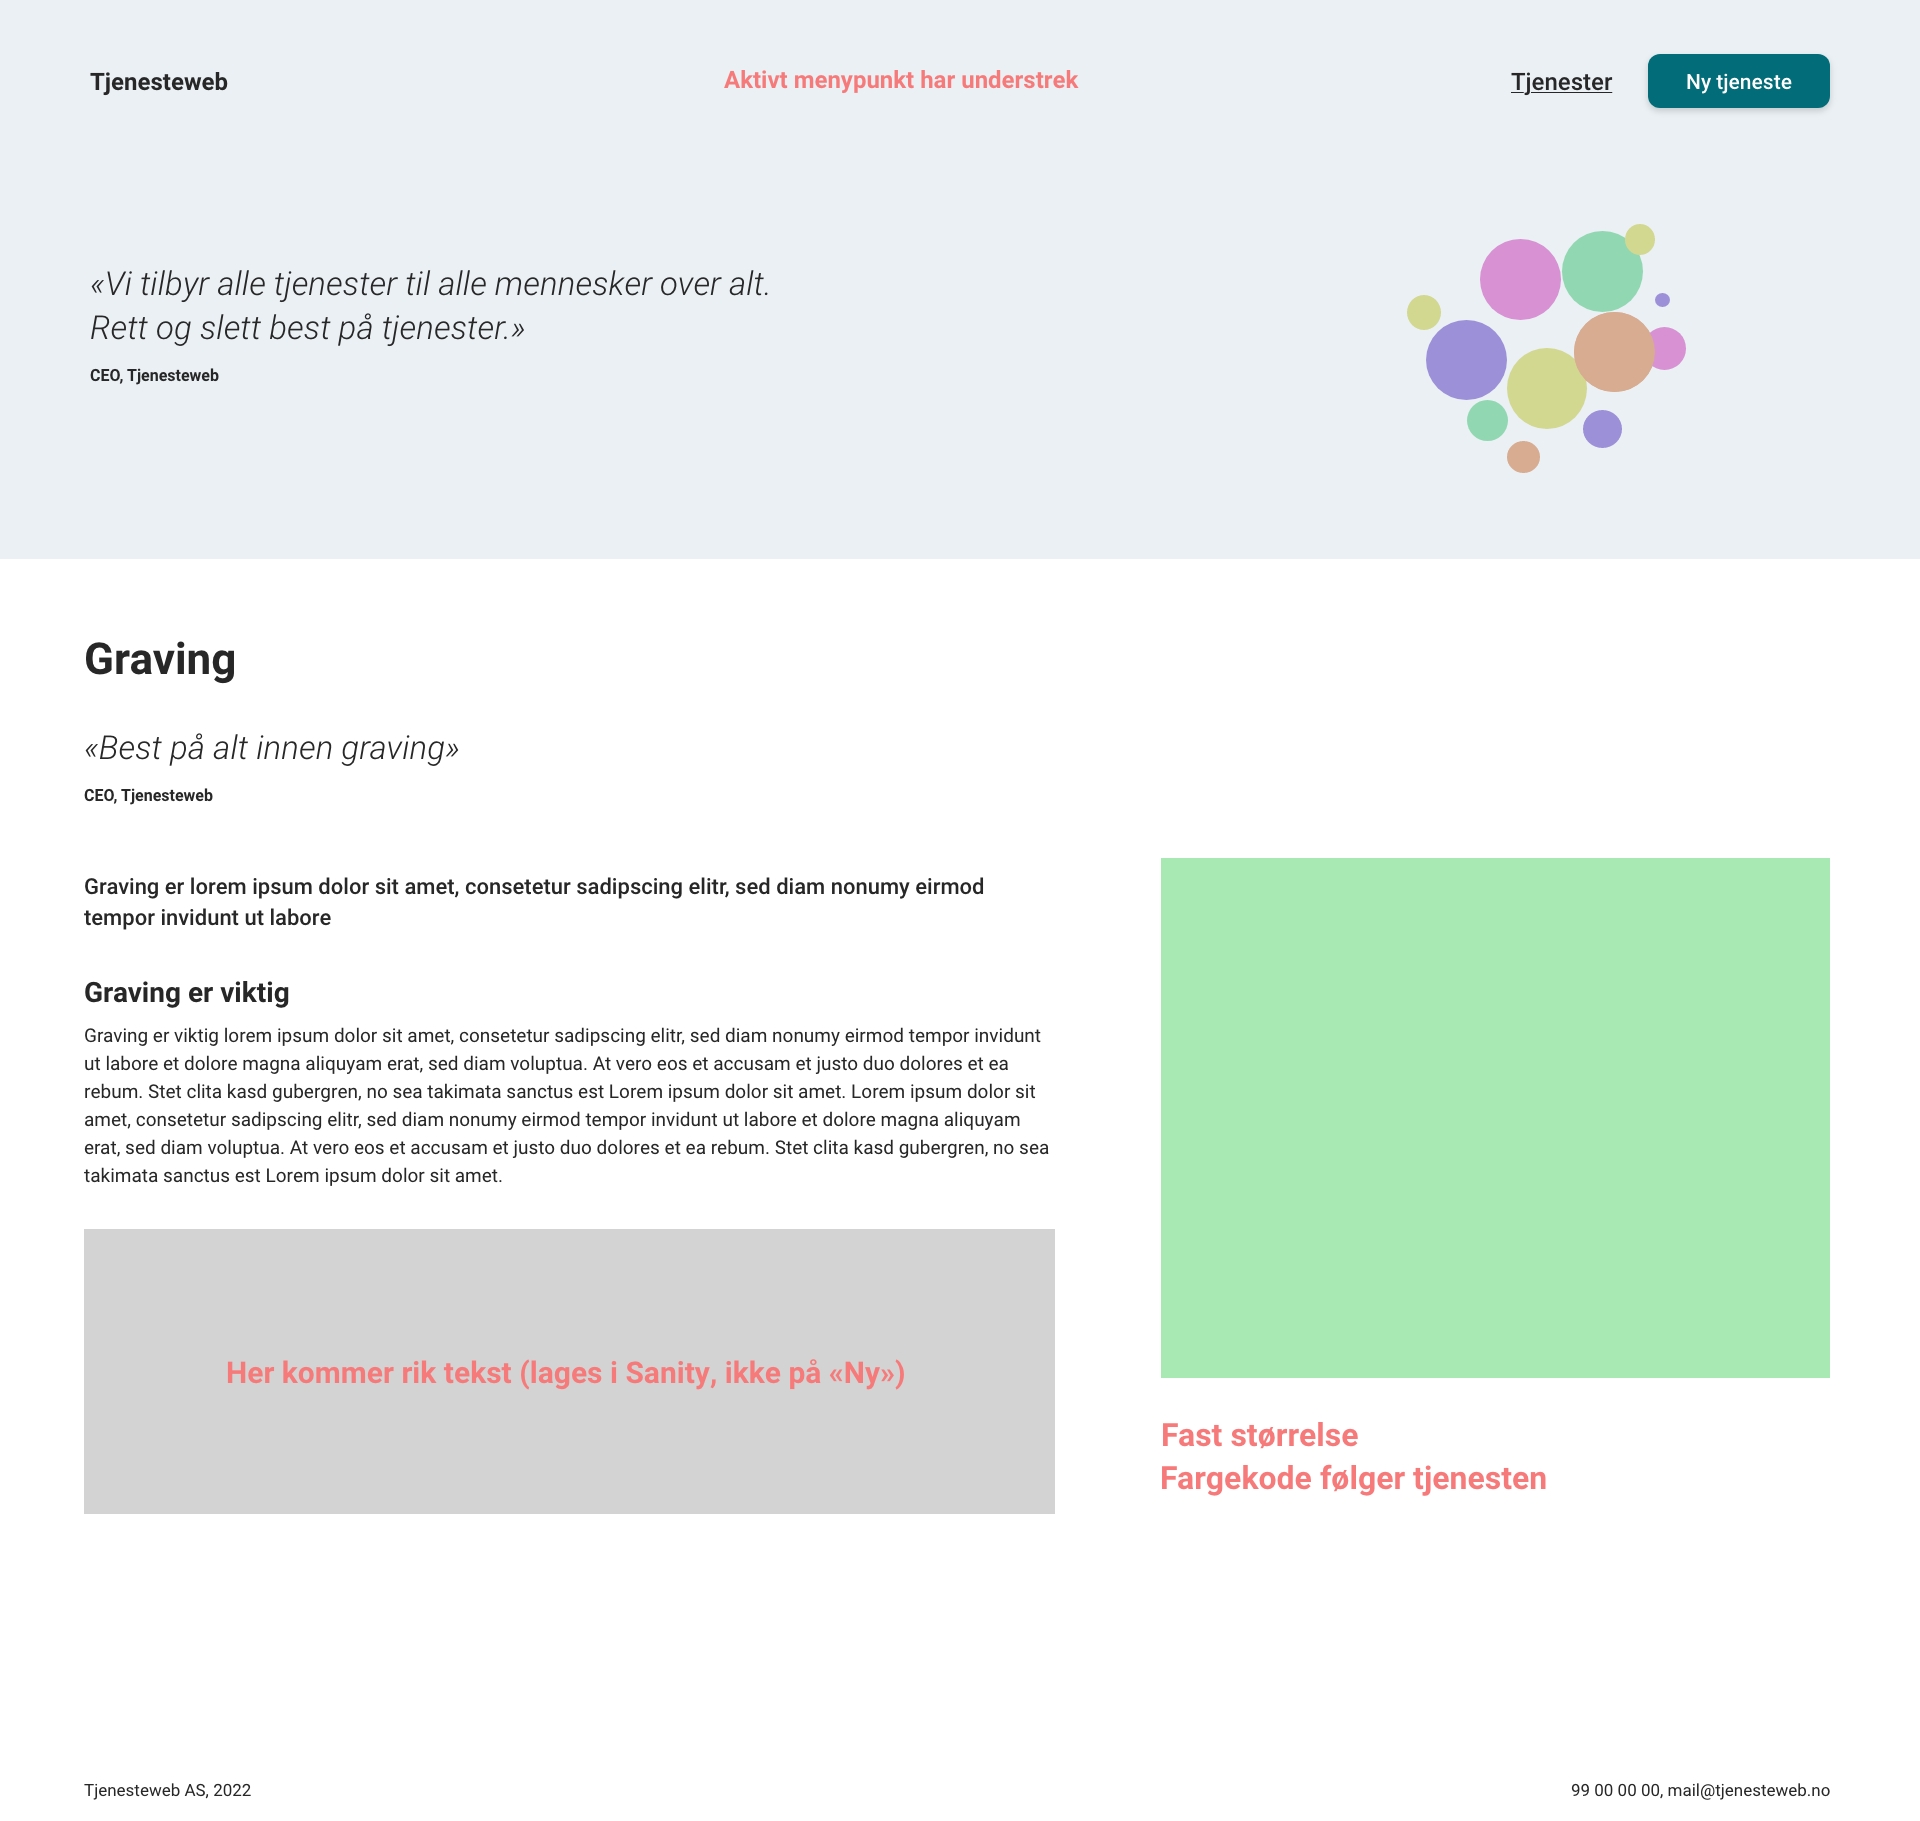 Tjenesteweb
Aktivt menypunkt har understrek
Tjenester
Ny tjeneste
«Vi tilbyr alle tjenester til alle mennesker over alt.
Rett og slett best på tjenester.»
CEO, Tjenesteweb
Graving
«Best på alt innen graving»
CEO, Tjenesteweb
Graving er lorem ipsum dolor sit amet, consetetur sadipscing elitr, sed diam nonumy eirmod
tempor invidunt ut labore
Graving er viktig
Graving er viktig lorem ipsum dolor sit amet, consetetur sadipscing elitr, sed diam nonumy eirmod tempor invidunt
ut labore et dolore magna aliquyam erat, sed diam voluptua. At vero eos et accusam et justo duo dolores et ea
rebum. Stet clita kasd gubergren, no sea takimata sanctus est Lorem ipsum dolor sit amet. Lorem ipsum dolor sit
amet, consetetur sadipscing elitr, sed diam nonumy eirmod tempor invidunt ut labore et dolore magna aliquyam
erat, sed diam voluptua. At vero eos et accusam et justo duo dolores et ea rebum. Stet clita kasd gubergren, no sea
takimata sanctus est Lorem ipsum dolor sit amet.
Her kommer rik tekst (lages i Sanity, ikke på «Ny»)
Fast størrelse
Fargekode følger tjenesten
Tjenesteweb AS, 2022
99 00 00 00, mail@tjenesteweb.no